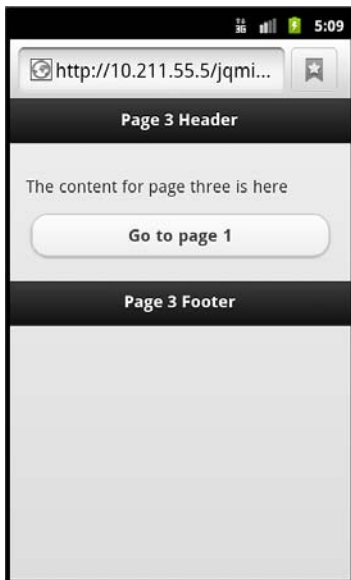 3G 5:09
http://10.211.55.5/jqmi...
Page 3 Header
The content for page three is here
Go to page 1
Page 3 Footer